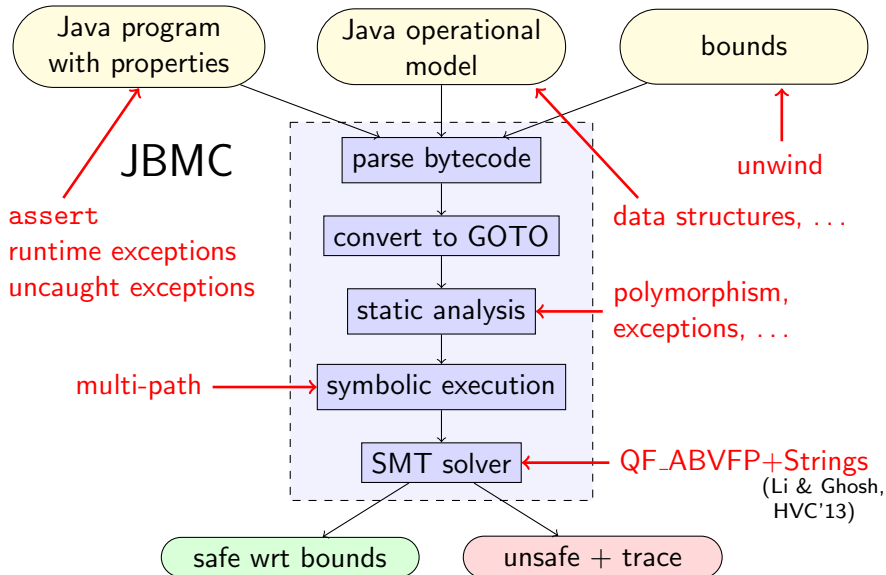 Java program
with properties
Java operational
model
bounds
JBMC
parse bytecode
unwind
assert
runtime exceptions
uncaught exceptions
data structures, ...
convert to GOTO
static analysis
polymorphism,
exceptions, ...
multi-path
symbolic execution
SMT solver
QF_ABVFP+Strings
(Li & Ghosh,
HVC'13)
safe wrt bounds
unsafe + trace